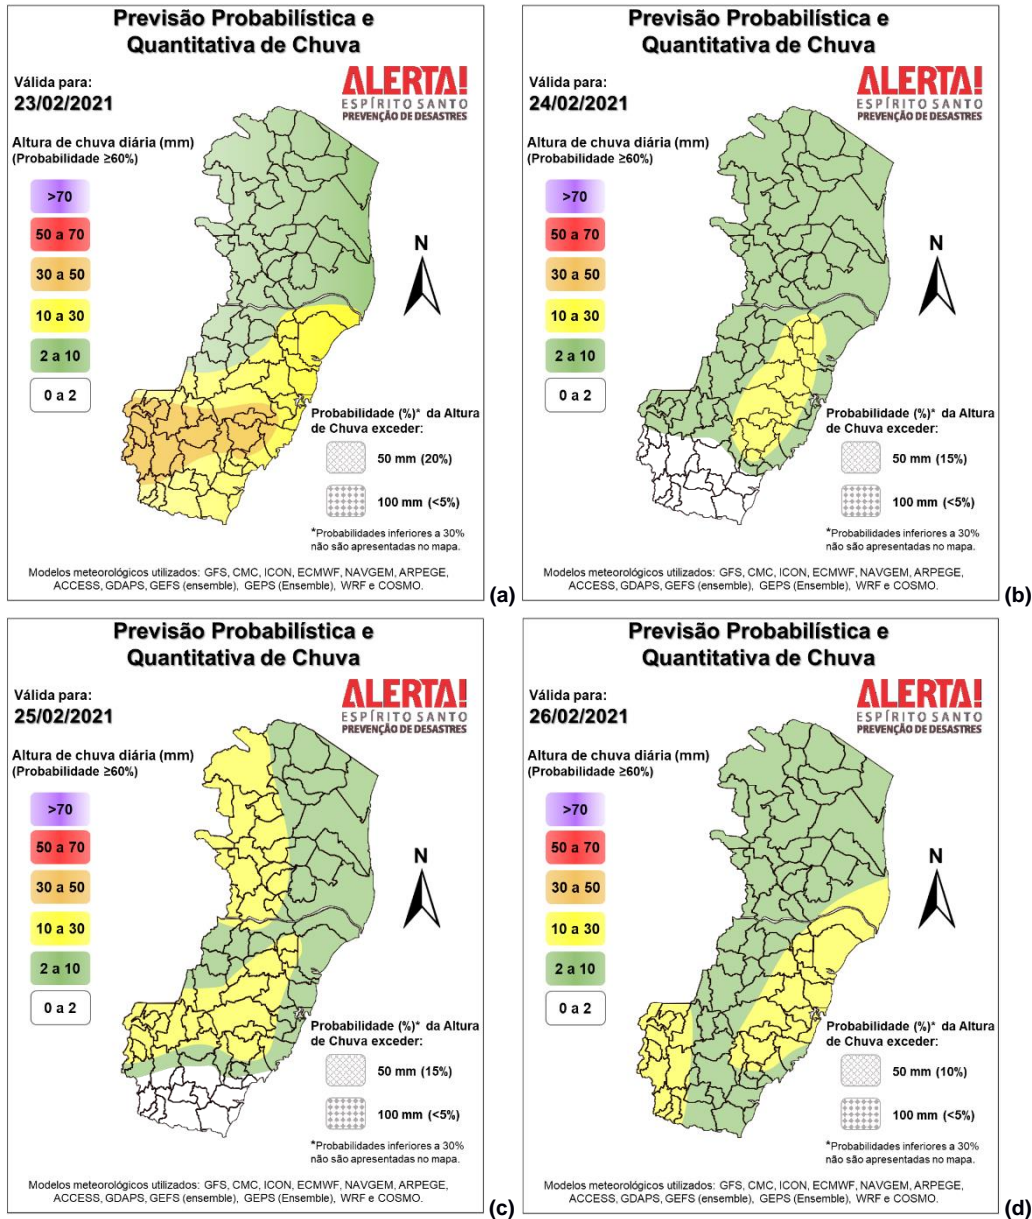 Previsão Probabilística e
Quantitativa de Chuva
Válida para:
23/02/2021
ALERTA!
ESPÍRITO SANTO
PREVENÇÃO DE DESASTRES
Altura de chuva diária (mm)
(Probabilidade ≥60%)
>70
50 a 70
30 a 50
10 a 30
2 a 10
0 a 2
N
Probabilidade (%)* da Altura
de Chuva exceder:
50 mm (20%)
100 mm (<5%)
*Probabilidades inferiores a 30%
não são apresentadas no mapa.
Modelos meteorológicos utilizados: GFS, CMC, ICON, ECMWF, NAVGEM, ARPEGE,
ACCESS, GDAPS, GEFS (ensemble), GEPS (Ensemble), WRF e COSMO.
(a)
Previsão Probabilística e
Quantitativa de Chuva
Válida para:
24/02/2021
ALERTA!
ESPÍRITO SANTO
PREVENÇÃO DE DESASTRES
Altura de chuva diária (mm)
(Probabilidade ≥60%)
>70
50 a 70
30 a 50
10 a 30
2 a 10
0 a 2
N
Probabilidade (%)* da Altura
de Chuva exceder:
50 mm (15%)
100 mm (<5%)
*Probabilidades inferiores a 30%
não são apresentadas no mapa.
Modelos meteorológicos utilizados: GFS, CMC, ICON, ECMWF, NAVGEM, ARPEGE,
ACCESS, GDAPS, GEFS (ensemble), GEPS (Ensemble), WRF e COSMO.
(b)
Previsão Probabilística e
Quantitativa de Chuva
Válida para:
25/02/2021
ALERTA!
ESPÍRITO SANTO
PREVENÇÃO DE DESASTRES
Altura de chuva diária (mm)
(Probabilidade ≥60%)
>70
50 a 70
30 a 50
10 a 30
2 a 10
0 a 2
N
Probabilidade (%)* da Altura
de Chuva exceder:
50 mm (15%)
100 mm (<5%)
*Probabilidades inferiores a 30%
não são apresentadas no mapa.
Modelos meteorológicos utilizados: GFS, CMC, ICON, ECMWF, NAVGEM, ARPEGE,
ACCESS, GDAPS, GEFS (ensemble), GEPS (Ensemble), WRF e COSMO.
(c)
Previsão Probabilística e
Quantitativa de Chuva
Válida para:
26/02/2021
ALERTA!
ESPÍRITO SANTO
PREVENÇÃO DE DESASTRES
Altura de chuva diária (mm)
(Probabilidade ≥60%)
>70
50 a 70
30 a 50
10 a 30
2 a 10
0 a 2
N
Probabilidade (%)* da Altura
de Chuva exceder:
50 mm (10%)
100 mm (<5%)
*Probabilidades inferiores a 30%
não são apresentadas no mapa.
Modelos meteorológicos utilizados: GFS, CMC, ICON, ECMWF, NAVGEM, ARPEGE,
ACCESS, GDAPS, GEFS (ensemble), GEPS (Ensemble), WRF e COSMO.
(d)